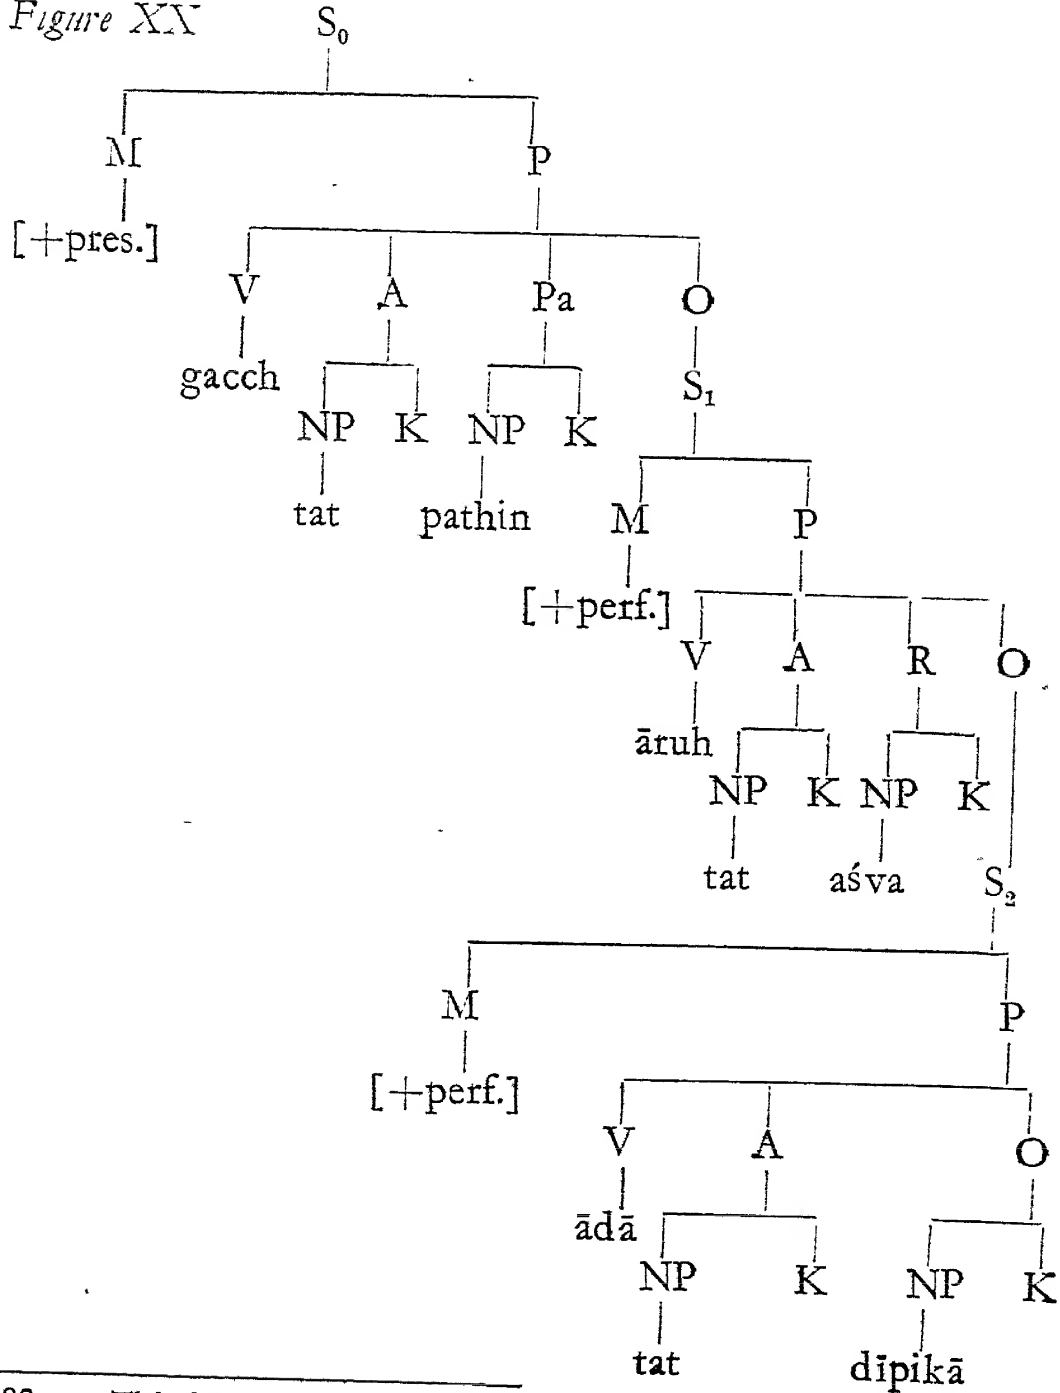 Figure XX S₀
M P
[+pres.]
V A Pa O
gacch S₁
NP K NP K
tat pathin M P
[+perf.]
V A R O
āruh
NP K NP K
tat aśva S₂
M P
[+perf.]
V A O
ādā
NP K NP K
tat dīpikā